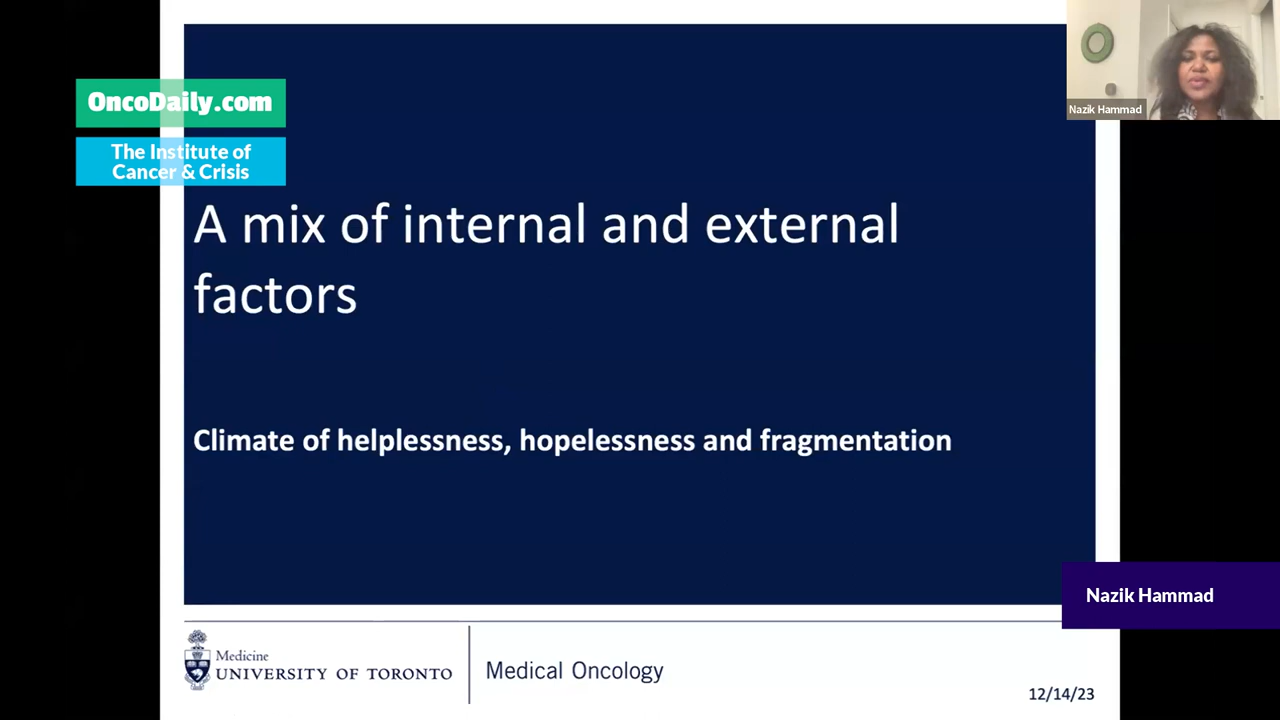 OncoDaily.com
The Institute of
Cancer & Crisis
Nazik Hammad
A mix of internal and external
factors
Climate of helplessness, hopelessness and fragmentation
Nazik Hammad
Medicine
UNIVERSITY OF TORONTO
Medical Oncology
12/14/23